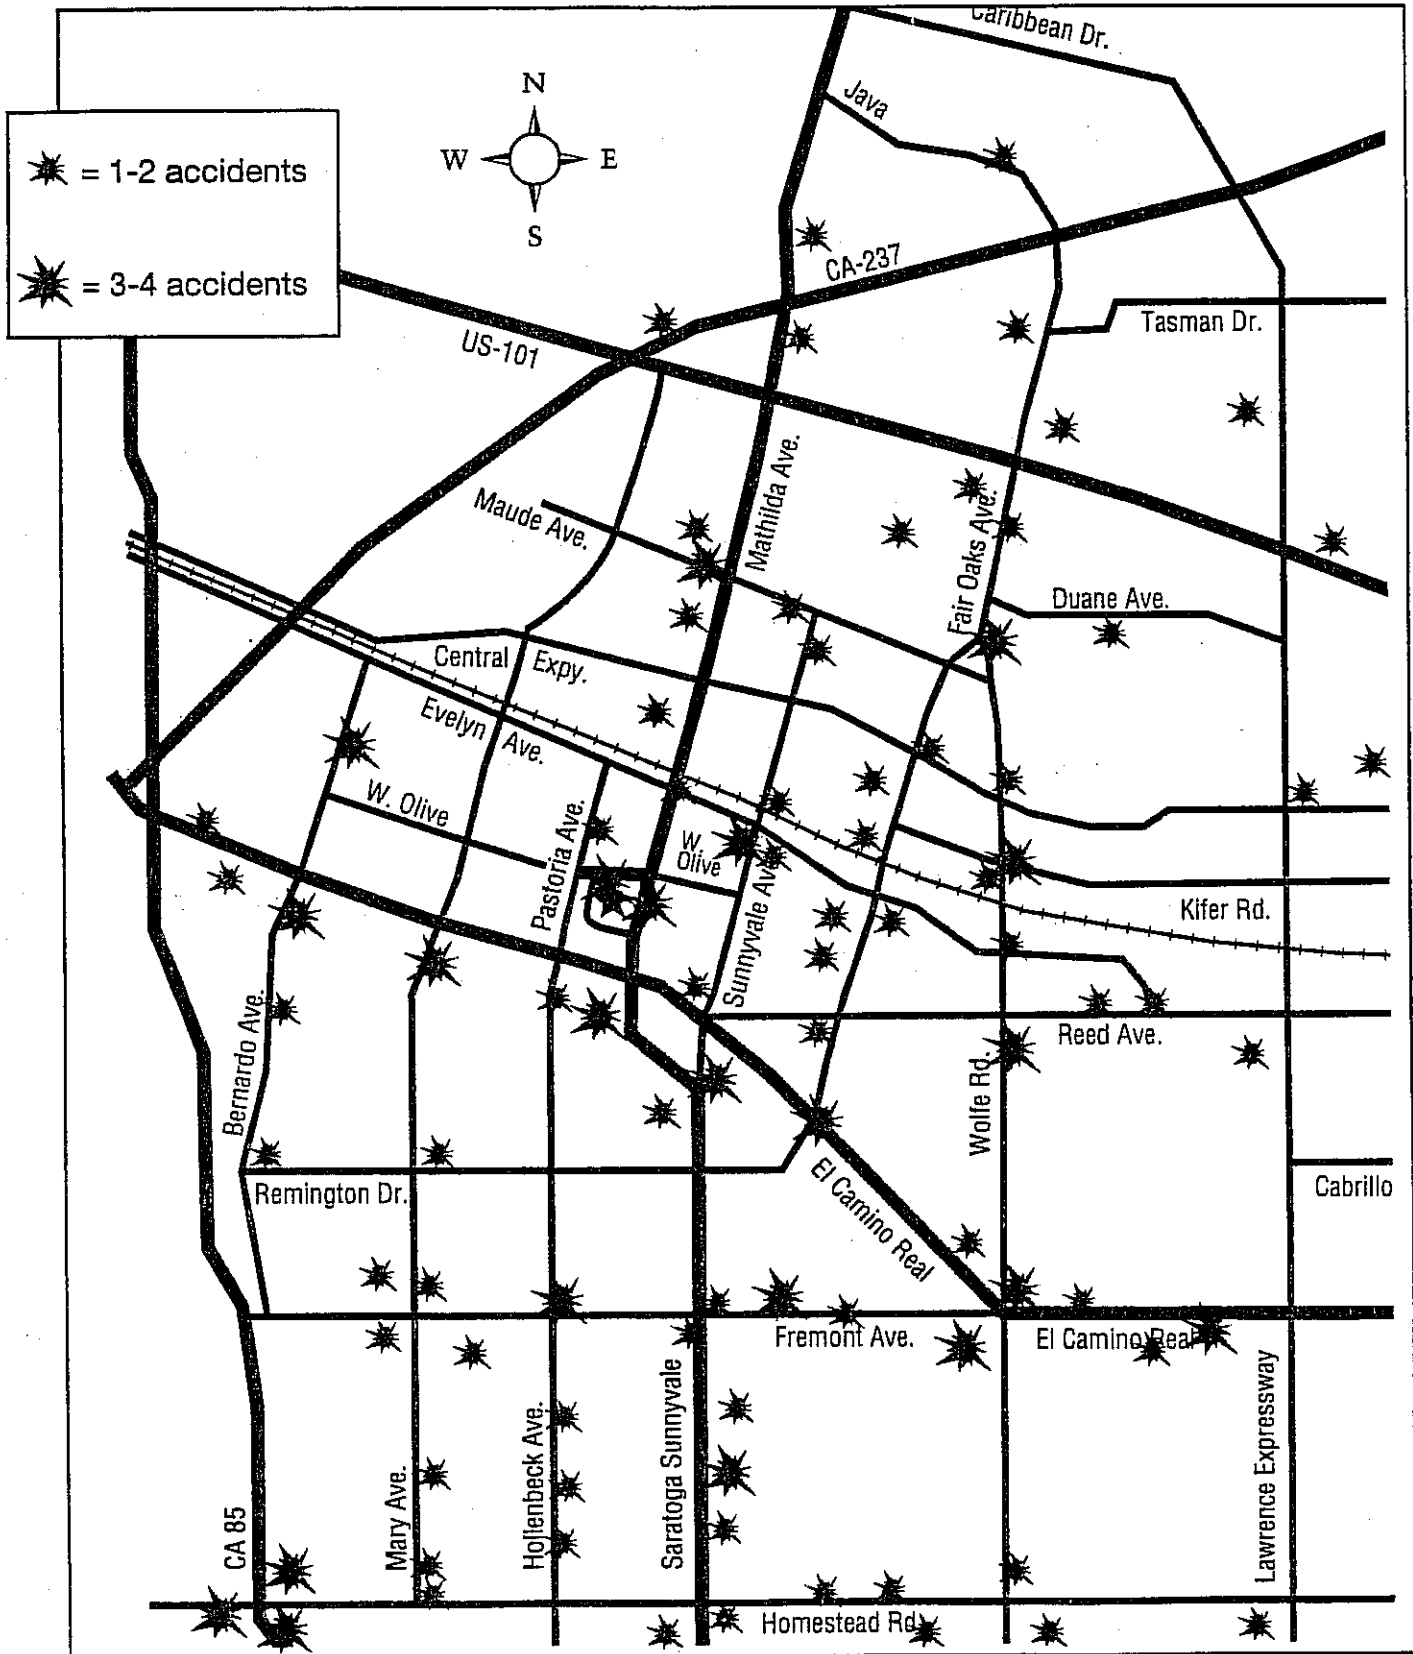 Caribbean Dr.
N
Java
W
E
= 1-2 accidents
S
CA-237
= 3-4 accidents
Tasman Dr.
US-101
Mathilda Ave.
Maude Ave.
Fair Oaks Ave.
Duane Ave.
Central
Expy.
Evelyn
Ave.
W. Olive
Pastoria Ave.
W.
Olive
Sunnyvale Ave.
Kifer Rd.
Bernardo Ave.
Reed Ave.
Wolfe Rd.
Remington Dr.
El Camino Real
Cabrillo
Fremont Ave.
El Camino Real
Saratoga Sunnyvale
Lawrence Expressway
Hollenbeck Ave.
Mary Ave.
CA 85
Homestead Rd.